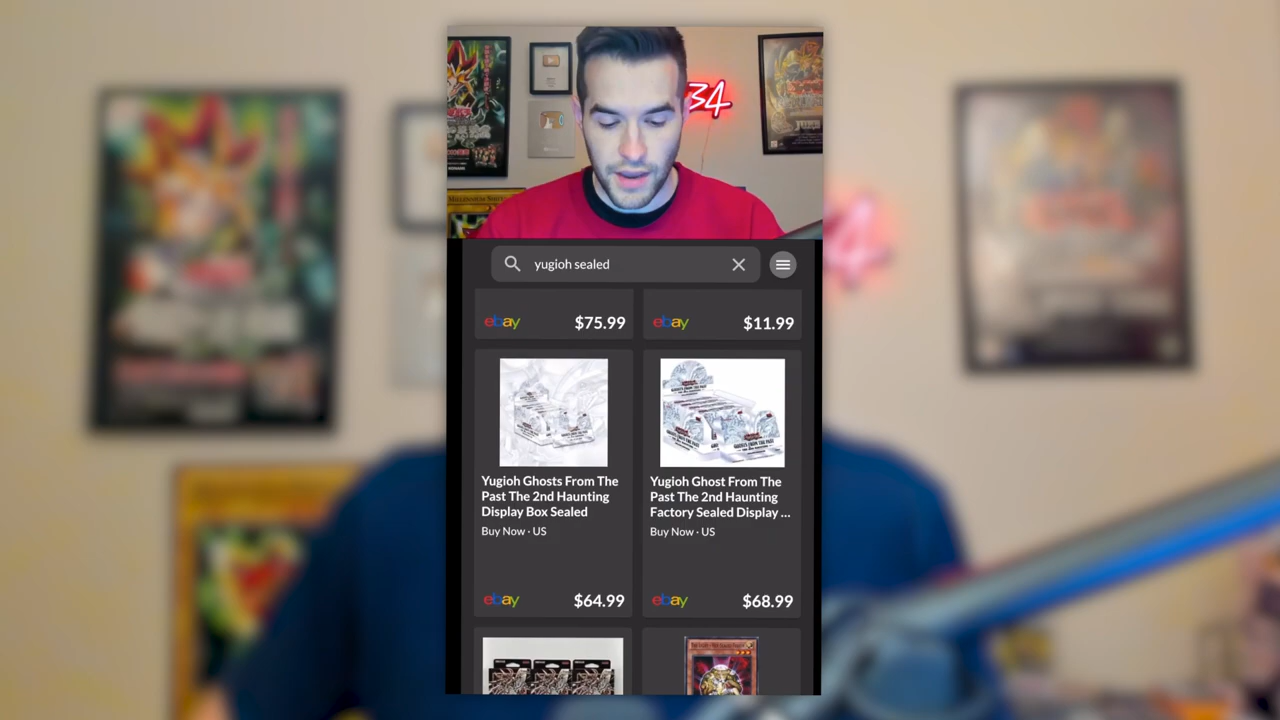 34
MILLENNIUM
yugioh sealed
ebay $75.99
ebay $11.99
Yugioh Ghosts From The
Past The 2nd Haunting
Display Box Sealed
Buy Now · US
ebay $64.99
Yugioh Ghost From The
Past The 2nd Haunting
Factory Sealed Display ...
Buy Now · US
ebay $68.99